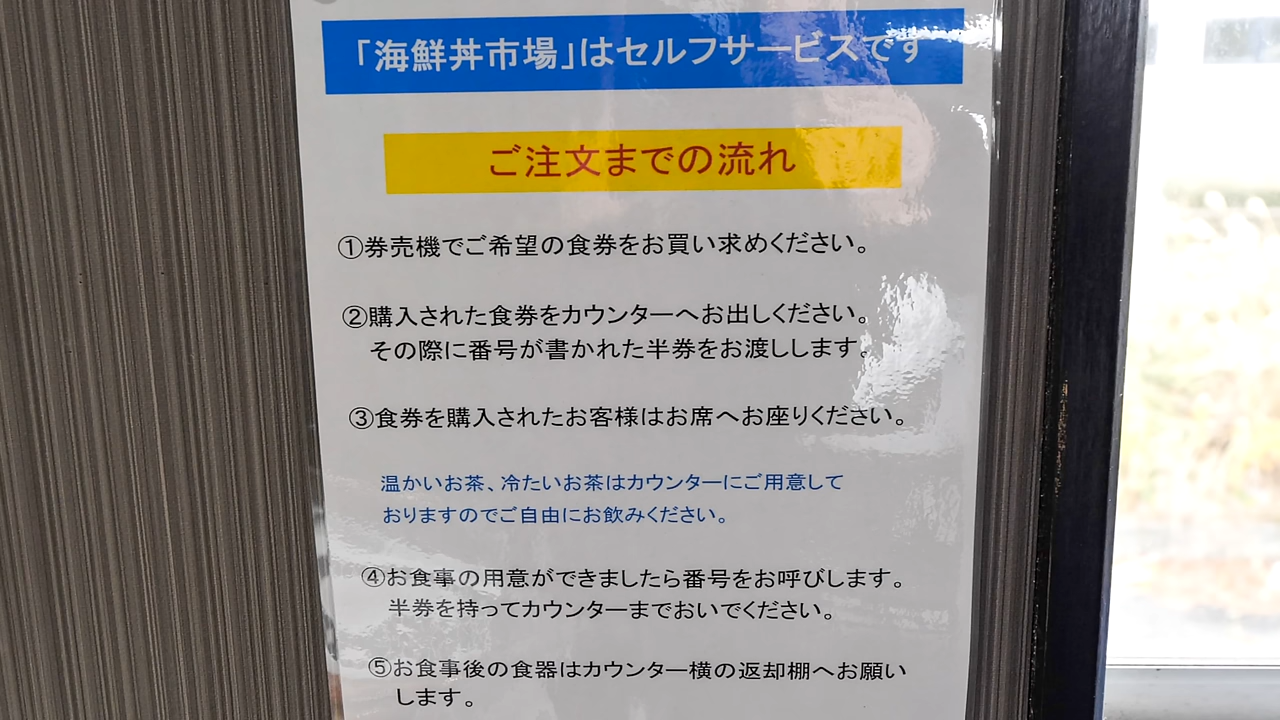 「海鮮丼市場」はセルフサービスです
ご注文までの流れ
①券売機でご希望の食券をお買い求めください。
②購入された食券をカウンターへお出しください。
その際に番号が書かれた半券をお渡しします。
③食券を購入されたお客様はお席へお座りください。
温かいお茶、冷たいお茶はカウンターにご用意して
おりますのでご自由にお飲みください。
④お食事の用意ができましたら番号をお呼びします。
半券を持ってカウンターまでおいでください。
⑤お食事後の食器はカウンター横の返却棚へお願い
します。